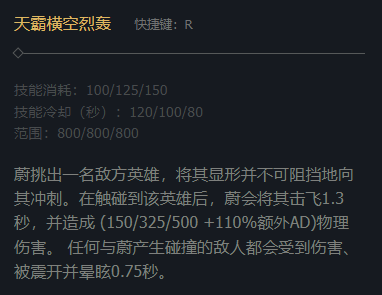 天霸横空烈轰 快捷键：R
技能消耗：100/125/150
技能冷却（秒）：120/100/80
范围：800/800/800
蔚挑出一名敌方英雄，将其显形并不可阻挡地向
其冲刺。在触碰到该英雄后，蔚会将其击飞1.3
秒，并造成 (150/325/500 +110%额外AD)物理
伤害。 任何与蔚产生碰撞的敌人都会受到伤害、
被震开并晕眩0.75秒。